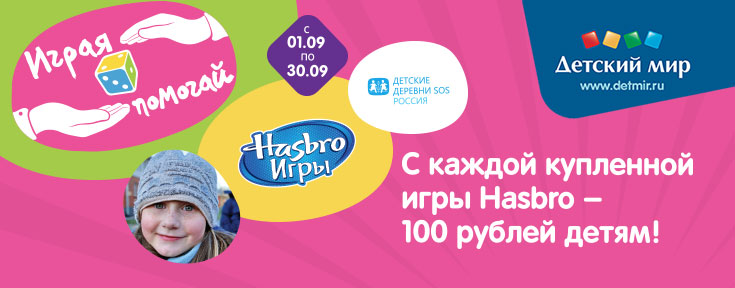 Играя
помогай
с
01.09
по
30.09
ДЕТСКИЕ
ДЕРЕВНИ SOS
РОССИЯ
Детский мир
www.detmir.ru
Hasbro
Игры
С каждой купленной
игры Hasbro –
100 рублей детям!